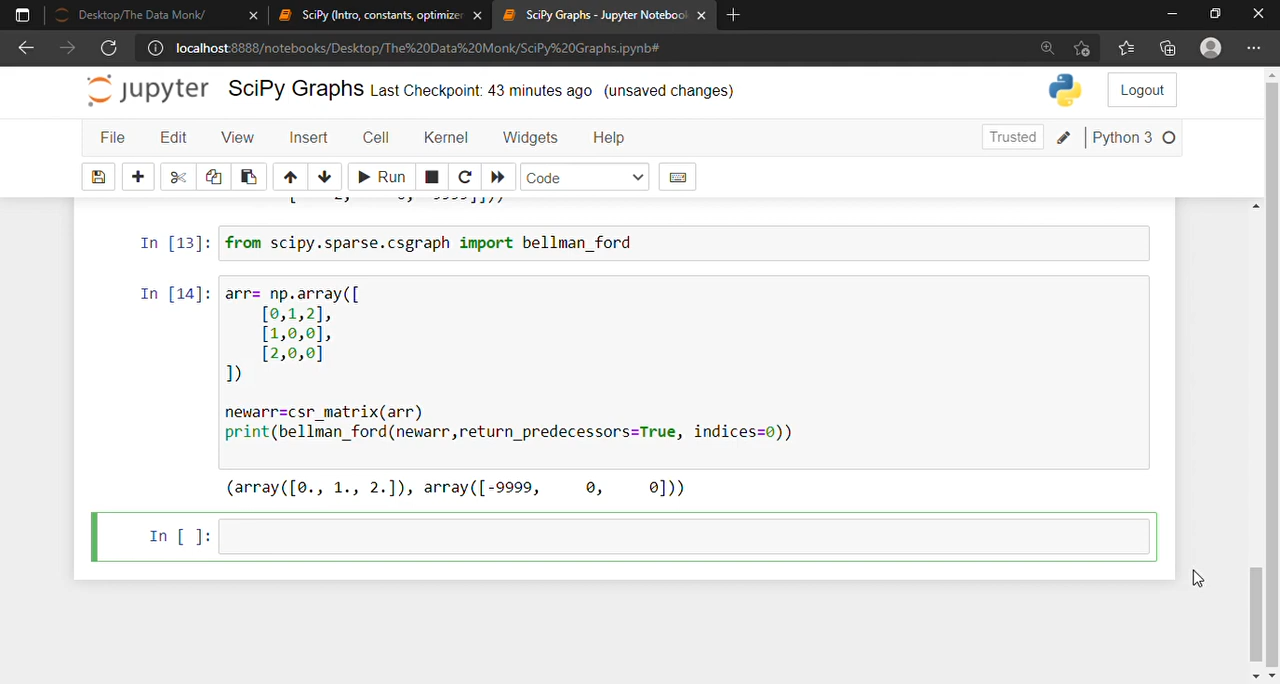 Desktop/The Data Monk/
SciPy (Intro, constants, optimizer
SciPy Graphs - Jupyter Notebook
localhost:8888/notebooks/Desktop/The%20Data%20Monk/SciPy%20Graphs.ipynb#
jupyter SciPy Graphs Last Checkpoint: 43 minutes ago (unsaved changes)
Logout
File Edit View Insert Cell Kernel Widgets Help
Trusted
Python 3
Run
Code
In [13]: from scipy.sparse.csgraph import bellman_ford
In [14]: arr= np.array([
[0,1,2],
[1,0,0],
[2,0,0]
])
newarr=csr_matrix(arr)
print(bellman_ford(newarr,return_predecessors=True, indices=0))
(array([0., 1., 2.]), array([-9999, 0, 0]))
In [ ]: